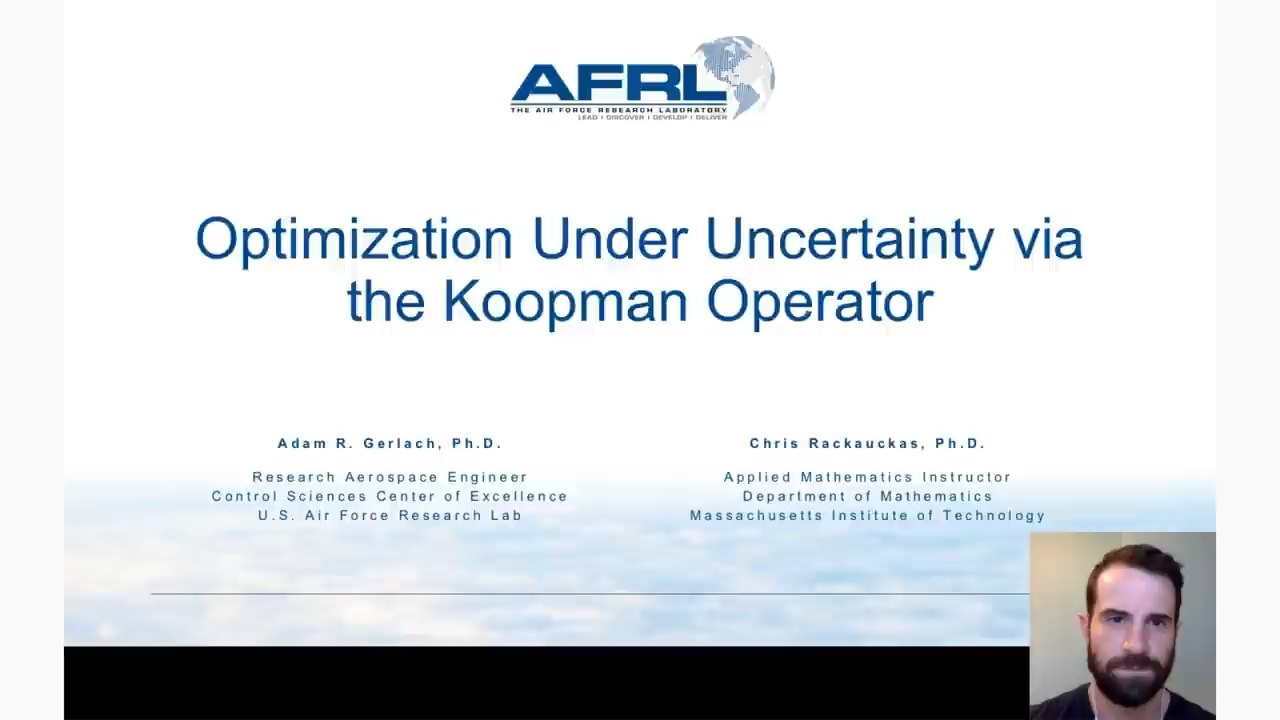 AFRL
THE AIR FORCE RESEARCH LABORATORY
LEAD | DISCOVER | DEVELOP | DELIVER
Optimization Under Uncertainty via
the Koopman Operator
Adam R. Gerlach, Ph.D.
Research Aerospace Engineer
Control Sciences Center of Excellence
U.S. Air Force Research Lab
Chris Rackauckas, Ph.D.
Applied Mathematics Instructor
Department of Mathematics
Massachusetts Institute of Technology